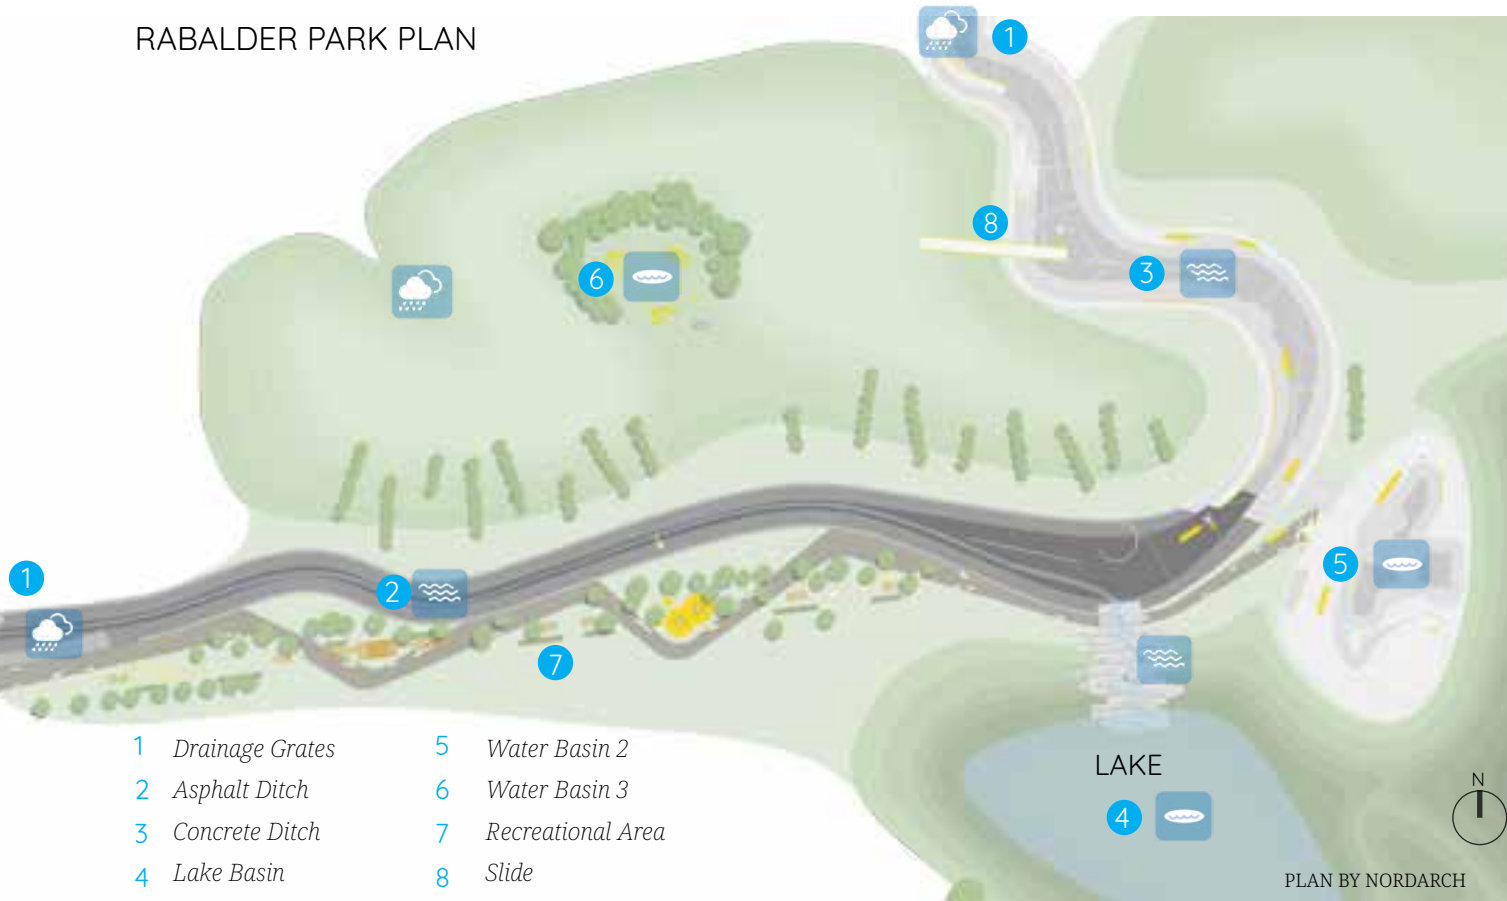 RABALDER PARK PLAN
1
8
3
6
1
2
5
7
LAKE
4
N
1 Drainage Grates
2 Asphalt Ditch
3 Concrete Ditch
4 Lake Basin
5 Water Basin 2
6 Water Basin 3
7 Recreational Area
8 Slide
PLAN BY NORDARCH